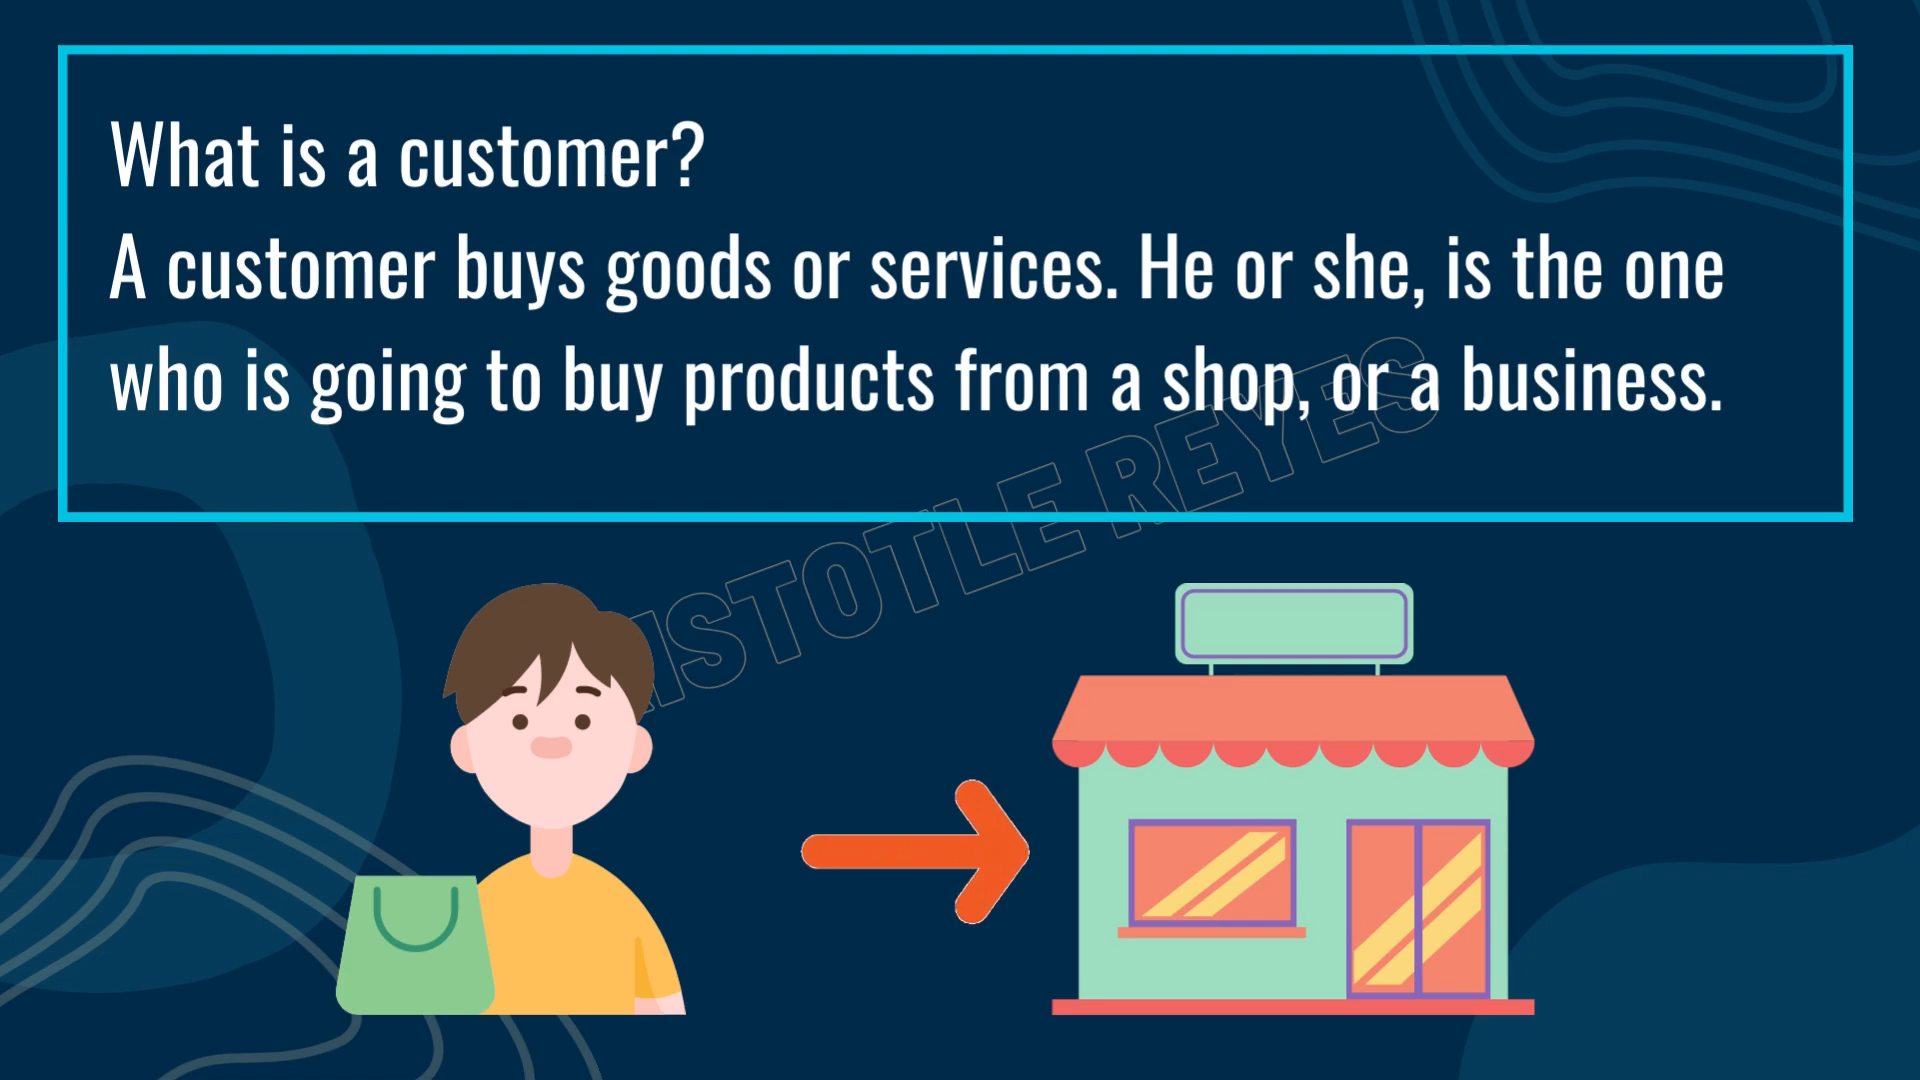 What is a customer?
A customer buys goods or services. He or she, is the one
who is going to buy products from a shop, or a business.
REYES